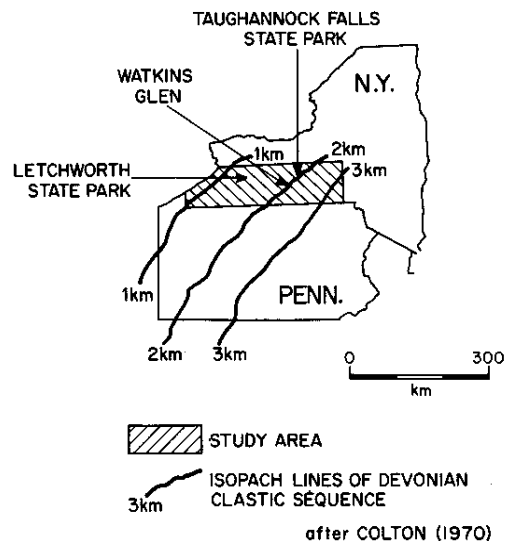 TAUGHANNOCK FALLS
STATE PARK
WATKINS
GLEN
N.Y.
LETCHWORTH
STATE PARK
1km
2km
3km
1km
2km
3km
PENN.
0 300
km
STUDY AREA
3km
ISOPACH LINES OF DEVONIAN
CLASTIC SEQUENCE
after COLTON (1970)